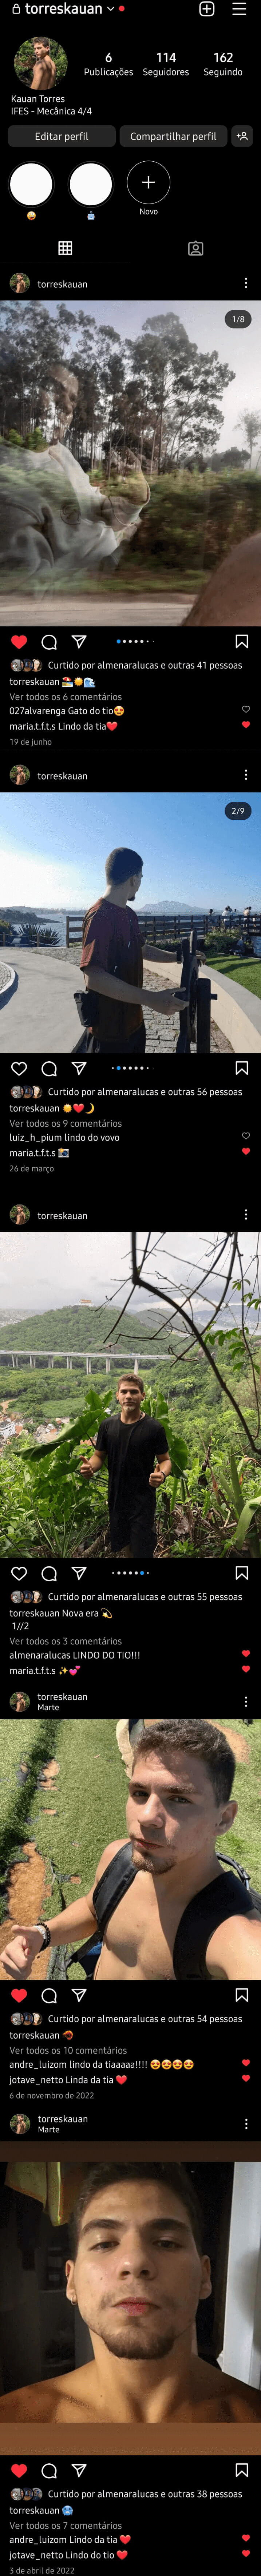 torreskauan
6 114 162
Publicações Seguidores Seguindo
Kauan Torres
IFES - Mecânica 4/4
Editar perfil Compartilhar perfil
🤪 🤖 Novo
torreskauan
1/8
Curtido por almenaralucas e outras 41 pessoas
torreskauan 🏖️🌞🌊
Ver todos os 6 comentários
027alvarenga Gato do tio😍
maria.t.f.t.s Lindo da tia❤️
19 de junho
torreskauan
2/9
Curtido por almenaralucas e outras 56 pessoas
torreskauan 🌞❤️🌙
Ver todos os 9 comentários
luiz_h_pium lindo do vovo
maria.t.f.t.s 📸
26 de março
torreskauan
Curtido por almenaralucas e outras 55 pessoas
torreskauan Nova era 💫
1//2
Ver todos os 3 comentários
almenaralucas LINDO DO TIO!!!
maria.t.f.t.s ✨💕
torreskauan
Marte
Curtido por almenaralucas e outras 54 pessoas
torreskauan 🪨
Ver todos os 10 comentários
andre_luizom lindo da tiaaaaa!!!! 😍😍😍😍
jotave_netto Linda da tia ❤️
6 de novembro de 2022
torreskauan
Marte
Curtido por almenaralucas e outras 38 pessoas
torreskauan 🥶
Ver todos os 7 comentários
andre_luizom Lindo da tia ❤️
jotave_netto Lindo do tio ❤️
3 de abril de 2022